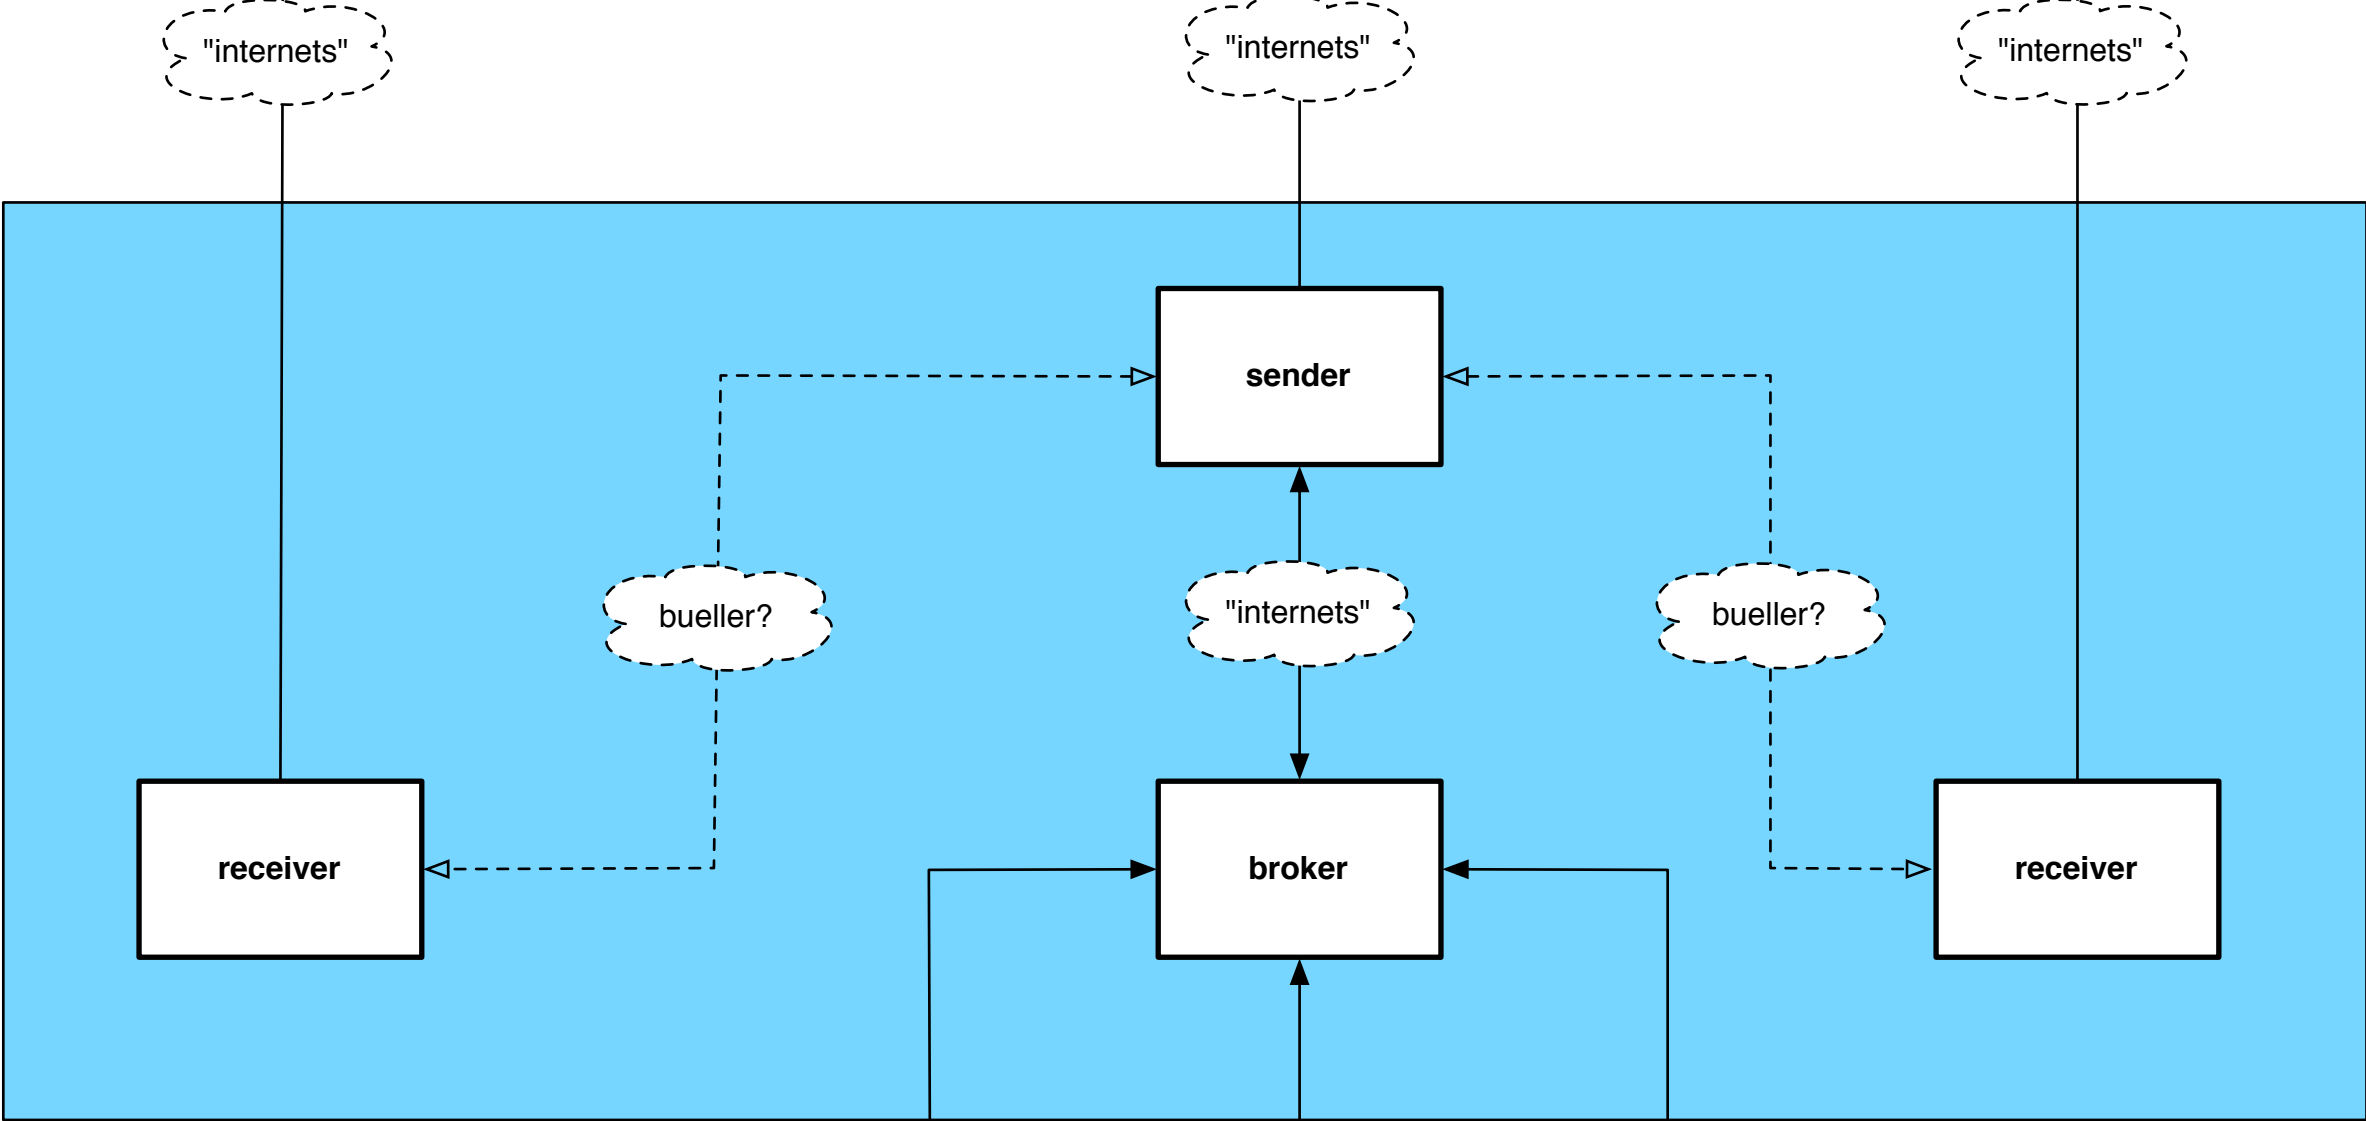 "internets"
"internets"
"internets"
sender
bueller?
"internets"
bueller?
receiver
broker
receiver